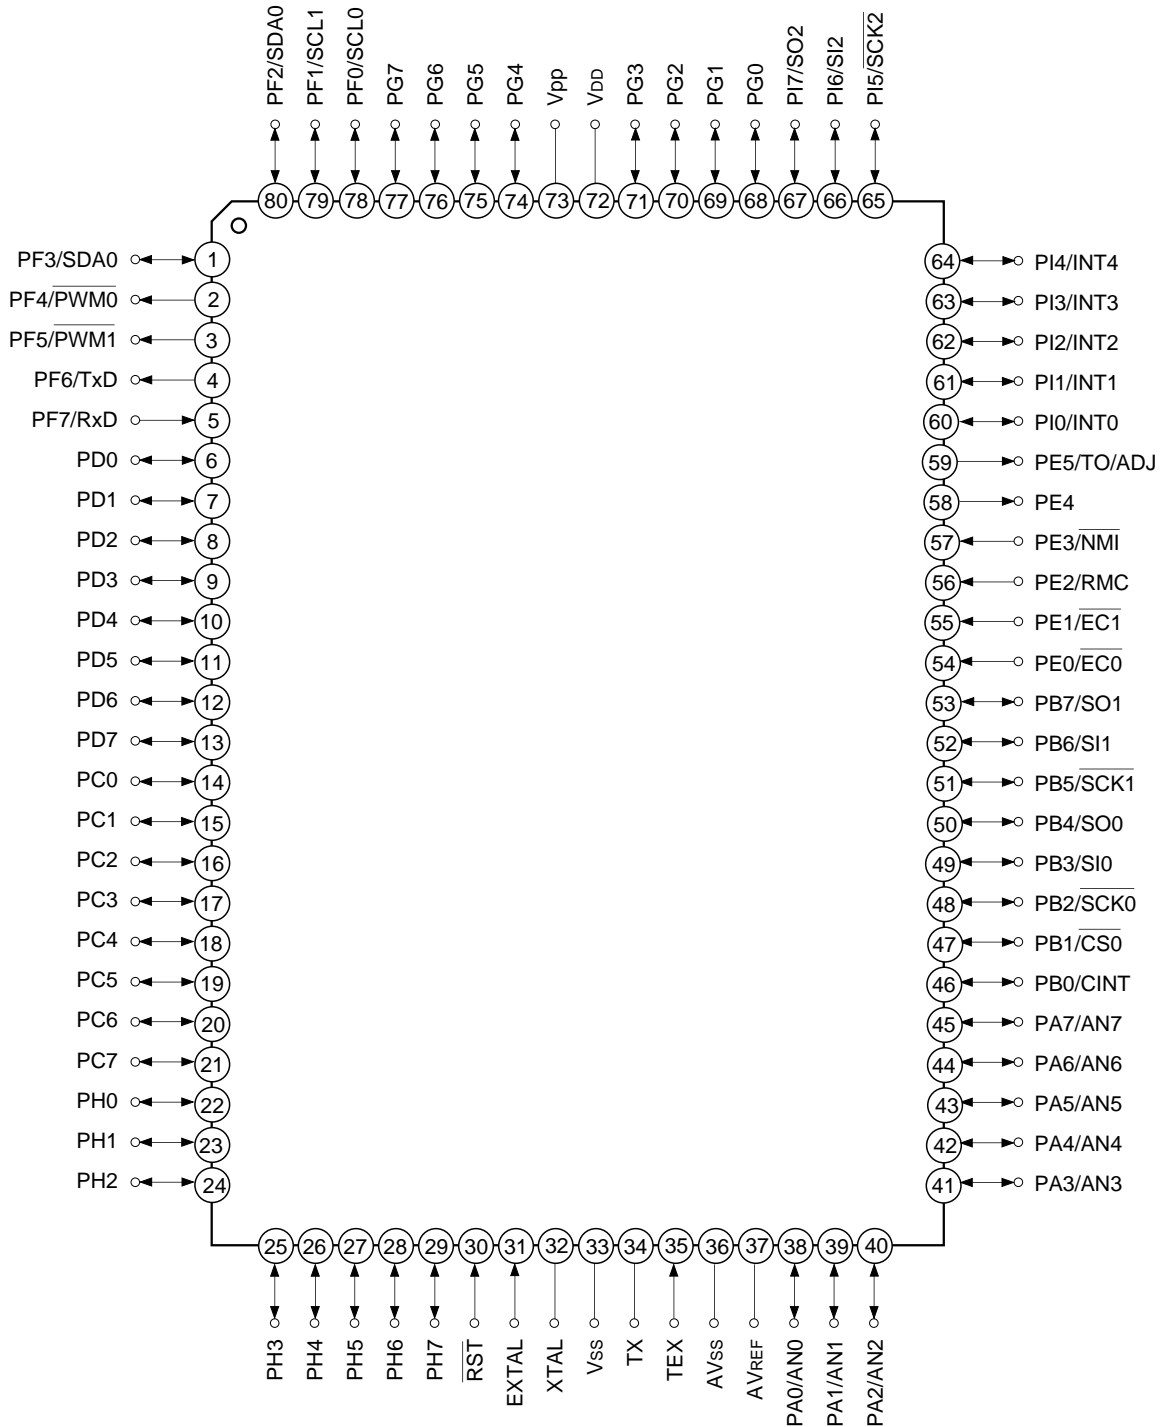 PF2/SDA0
PF1/SCL1
PF0/SCL0
PG7
PG6
PG5
PG4
Vpp
VDD
PG3
PG2
PG1
PG0
PI7/SO2
PI6/SI2
PI5/SCK2
80
79
78
77
76
75
74
73
72
71
70
69
68
67
66
65
PF3/SDA0 1
PF4/PWM0 2
PF5/PWM1 3
PF6/TxD 4
PF7/RxD 5
PD0 6
PD1 7
PD2 8
PD3 9
PD4 10
PD5 11
PD6 12
PD7 13
PC0 14
PC1 15
PC2 16
PC3 17
PC4 18
PC5 19
PC6 20
PC7 21
PH0 22
PH1 23
PH2 24
64 PI4/INT4
63 PI3/INT3
62 PI2/INT2
61 PI1/INT1
60 PI0/INT0
59 PE5/TO/ADJ
58 PE4
57 PE3/NMI
56 PE2/RMC
55 PE1/EC1
54 PE0/EC0
53 PB7/SO1
52 PB6/SI1
51 PB5/SCK1
50 PB4/SO0
49 PB3/SI0
48 PB2/SCK0
47 PB1/CS0
46 PB0/CINT
45 PA7/AN7
44 PA6/AN6
43 PA5/AN5
42 PA4/AN4
41 PA3/AN3
25
26
27
28
29
30
31
32
33
34
35
36
37
38
39
40
PH3
PH4
PH5
PH6
PH7
RST
EXTAL
XTAL
Vss
TX
TEX
AVss
AVREF
PA0/AN0
PA1/AN1
PA2/AN2